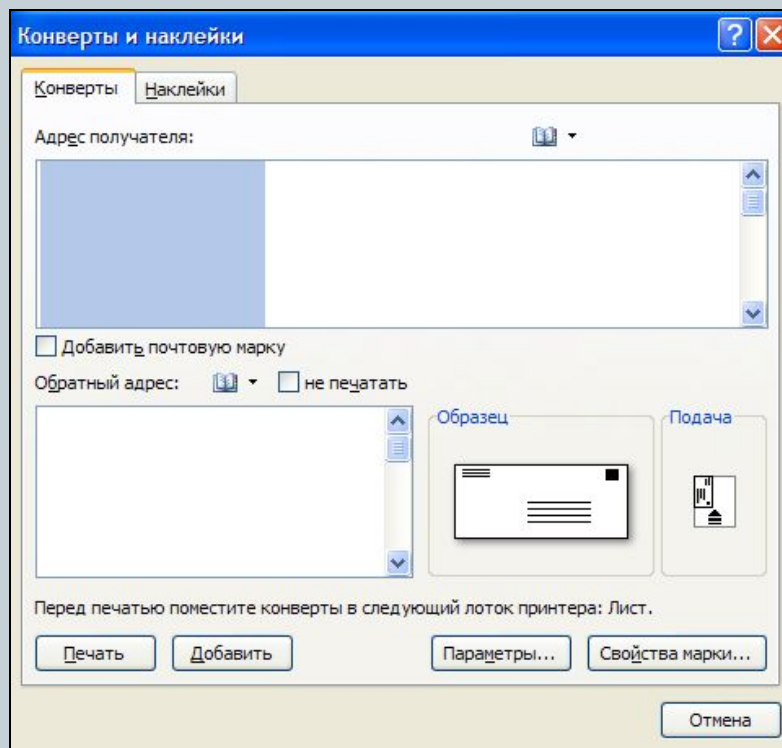 Конверты и наклейки
Конверты Наклейки
Адрес получателя:
Добавить почтовую марку
Обратный адрес: не печатать
Образец Подача
Перед печатью поместите конверты в следующий лоток принтера: Лист.
Печать Добавить Параметры... Свойства марки...
Отмена